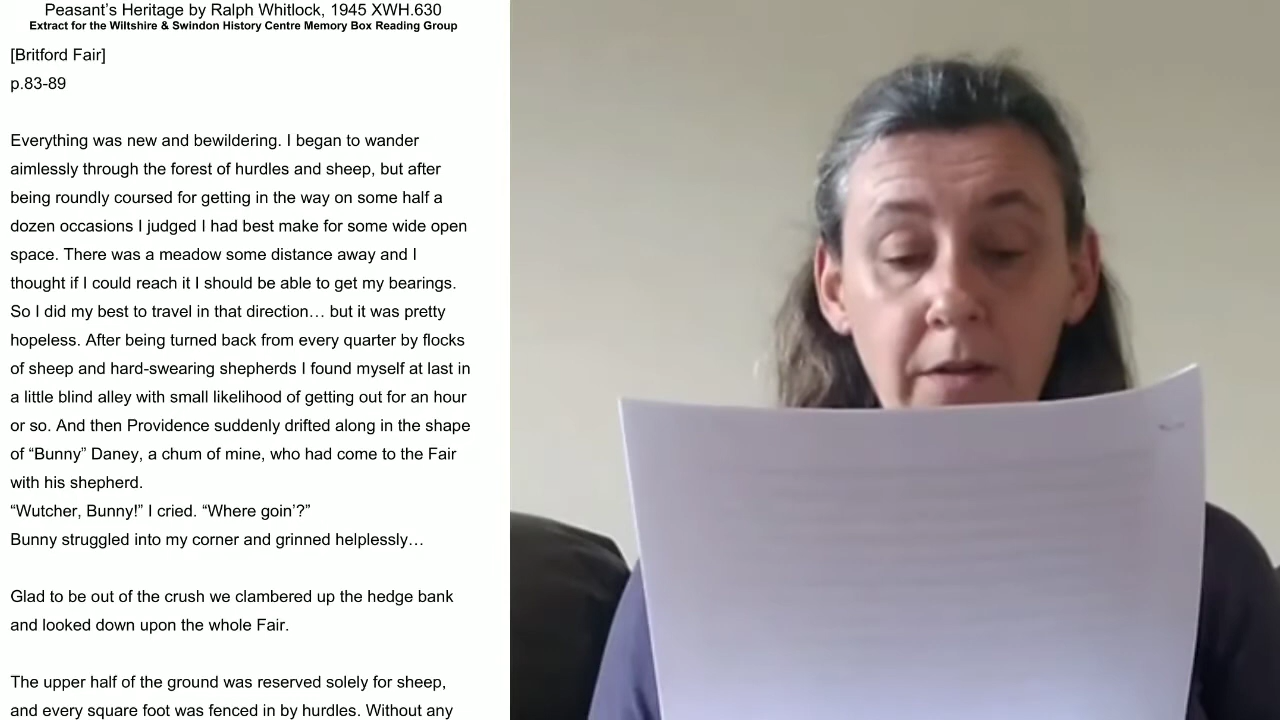 Peasant’s Heritage by Ralph Whitlock, 1945 XWH.630
Extract for the Wiltshire & Swindon History Centre Memory Box Reading Group
[Britford Fair]
p.83-89
Everything was new and bewildering. I began to wander
aimlessly through the forest of hurdles and sheep, but after
being roundly coursed for getting in the way on some half a
dozen occasions I judged I had best make for some wide open
space. There was a meadow some distance away and I
thought if I could reach it I should be able to get my bearings.
So I did my best to travel in that direction… but it was pretty
hopeless. After being turned back from every quarter by flocks
of sheep and hard-swearing shepherds I found myself at last in
a little blind alley with small likelihood of getting out for an hour
or so. And then Providence suddenly drifted along in the shape
of “Bunny” Daney, a chum of mine, who had come to the Fair
with his shepherd.
“Wutcher, Bunny!” I cried. “Where goin’?”
Bunny struggled into my corner and grinned helplessly…
Glad to be out of the crush we clambered up the hedge bank
and looked down upon the whole Fair.
The upper half of the ground was reserved solely for sheep,
and every square foot was fenced in by hurdles. Without any